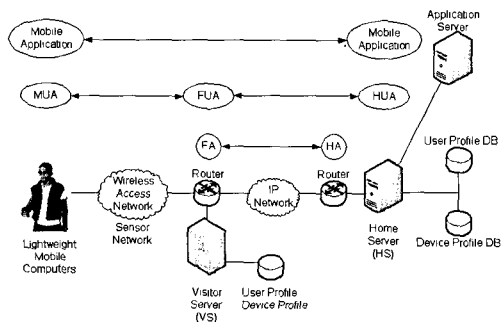 Mobile
Application
Mobile
Application
Application
Server
MUA
FUA
HUA
FA
HA
User Profile DB
Wireless
Access
Network
Router
IP
Network
Router
Sensor
Network
Lightweight
Mobile
Computers
Home
Server
(HS)
Device Profile DB
Visitor
Server
(VS)
User Profile
Device Profile